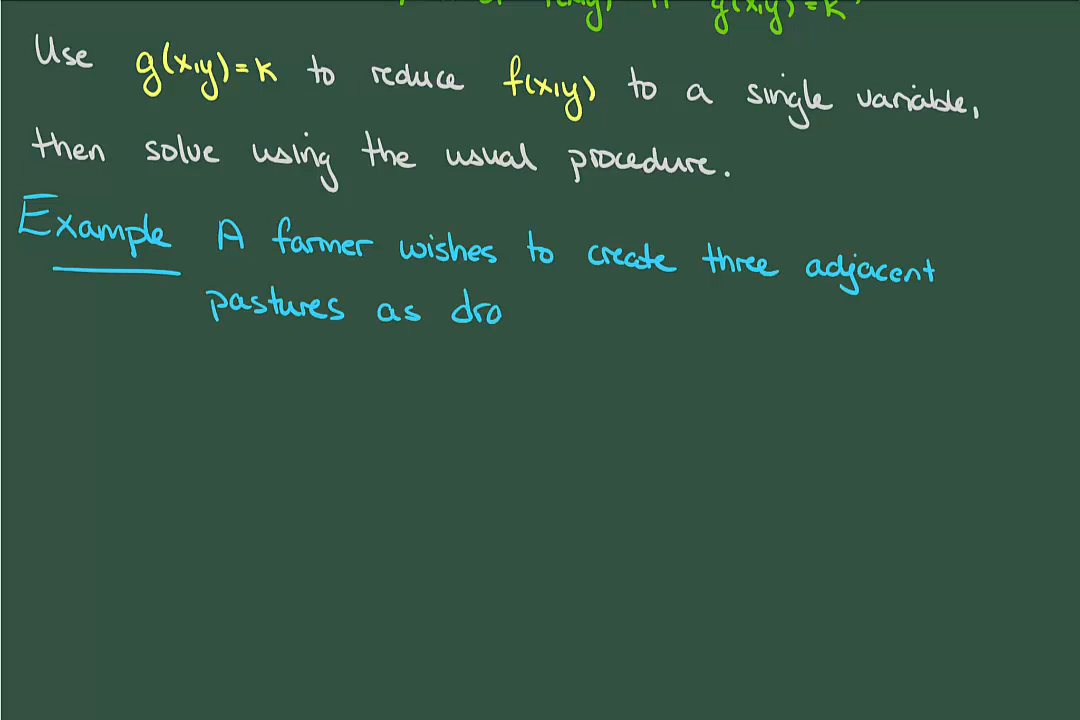 g(x,y)=k
Use g(x,y)=k to reduce f(x,y) to a single variable,
then solve using the usual procedure.
Example A farmer wishes to create three adjacent
pastures as dro